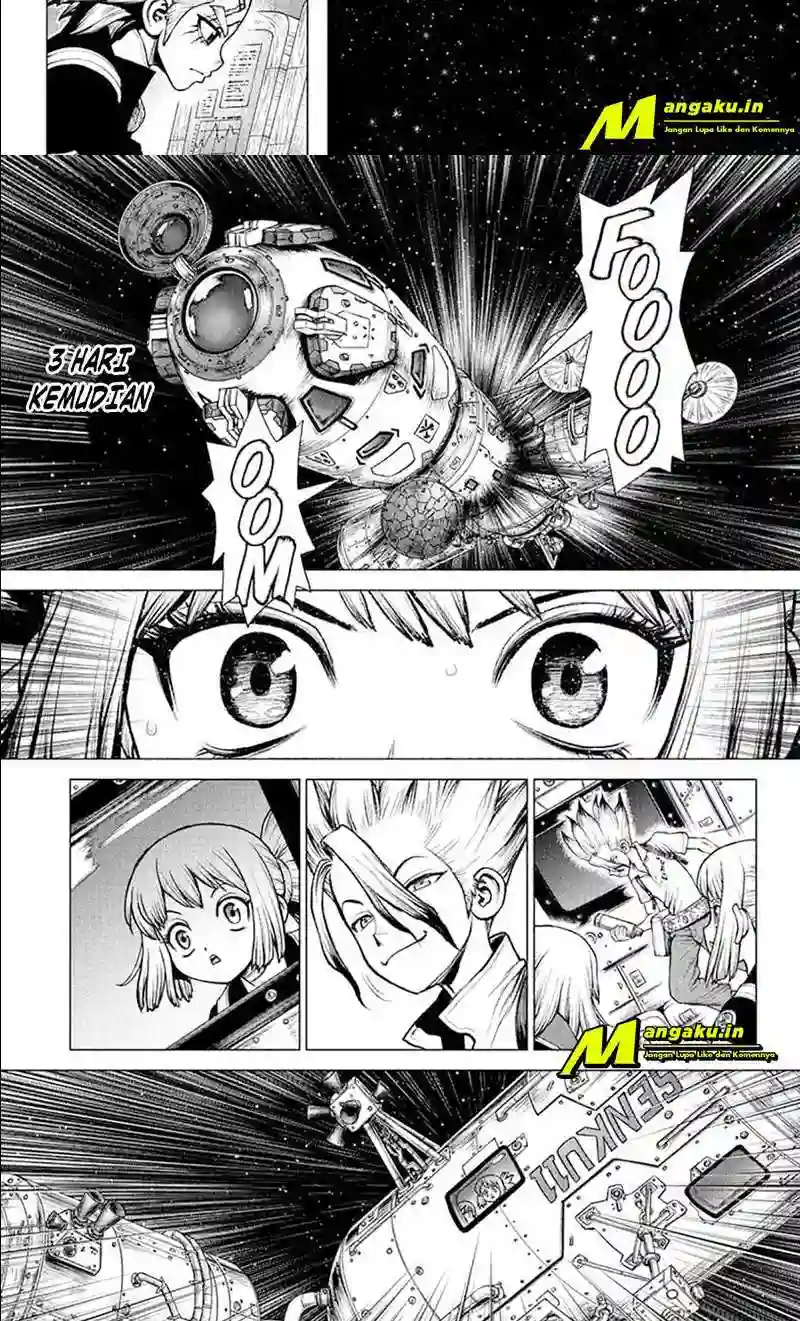 Mangaku.in
Jangan Lupa Like dan Komennya
FOOOO
3 HARI
KEMUDIAN
OOM
Mangaku.in
Jangan Lupa Like dan Komennya
SENKU11